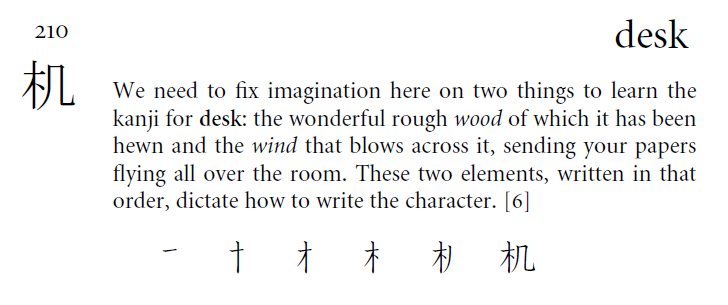 210
desk
机
We need to fix imagination here on two things to learn the
kanji for desk: the wonderful rough wood of which it has been
hewn and the wind that blows across it, sending your papers
flying all over the room. These two elements, written in that
order, dictate how to write the character. [6]
一 十 才 木 机